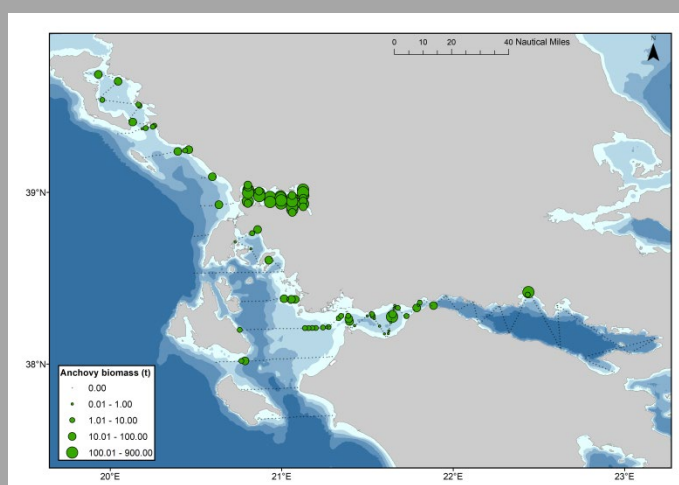 0 10 20 40 Nautical Miles
N
39°N
38°N
Anchovy biomass (t)
0.00
0.01 - 1.00
1.01 - 10.00
10.01 - 100.00
100.01 - 900.00
20°E 21°E 22°E 23°E